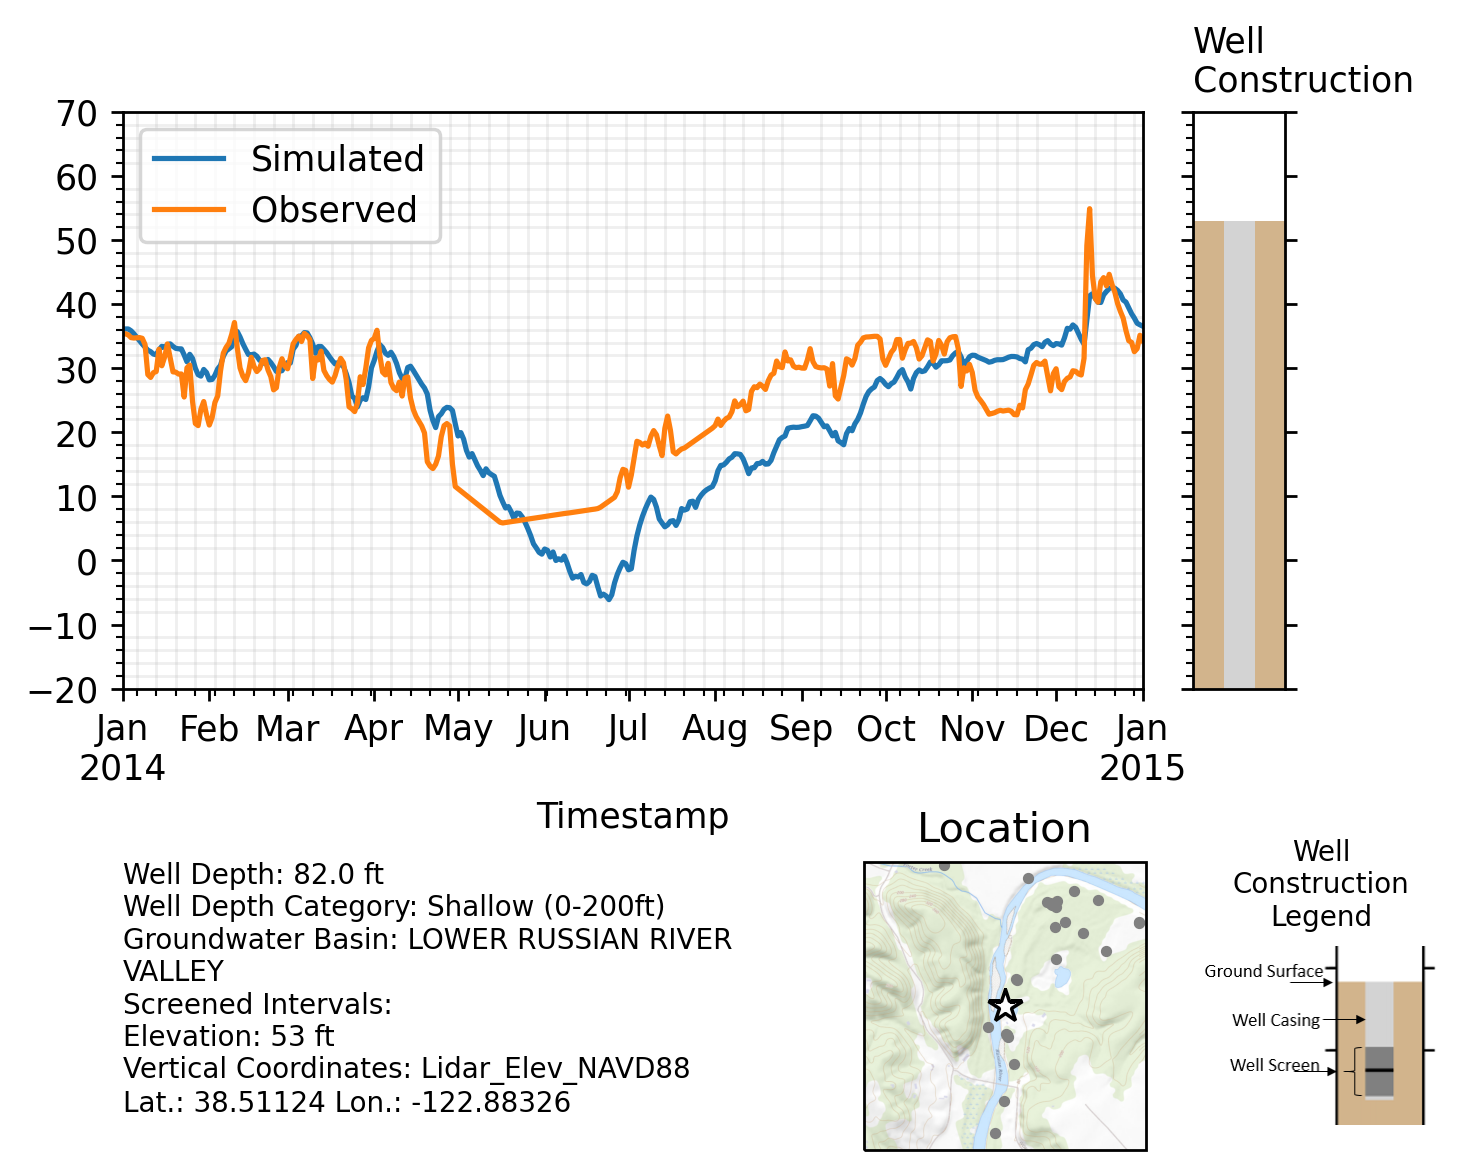 Well
Construction
70
60
50
40
30
20
10
0
−10
−20
Simulated
Observed
Jan Feb Mar Apr May Jun Jul Aug Sep Oct Nov Dec Jan
2014 2015
Timestamp
Location
Well Depth: 82.0 ft
Well Depth Category: Shallow (0-200ft)
Groundwater Basin: LOWER RUSSIAN RIVER
VALLEY
Screened Intervals:
Elevation: 53 ft
Vertical Coordinates: Lidar_Elev_NAVD88
Lat.: 38.51124 Lon.: -122.88326
Well
Construction
Legend
Ground Surface
Well Casing
Well Screen